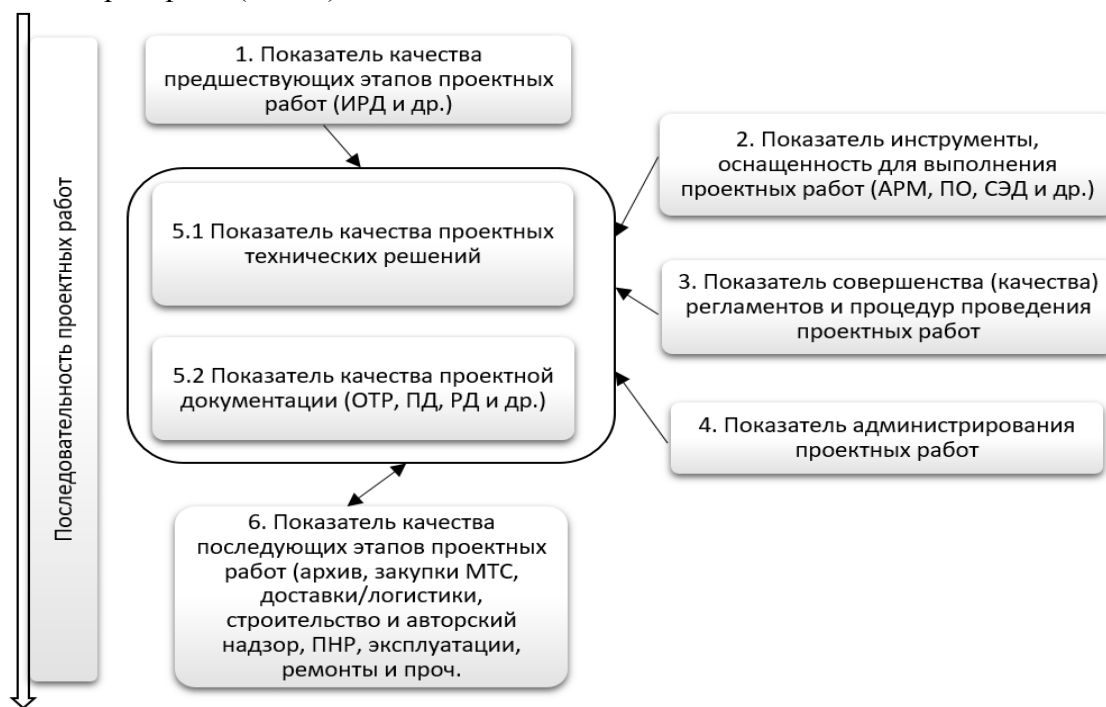 1. Показатель качества
предшествующих этапов проектных
работ (ИРД и др.)
2. Показатель инструменты,
оснащенность для выполнения
проектных работ (АРМ, ПО, СЭД и др.)
5.1 Показатель качества проектных
технических решений
3. Показатель совершенства (качества)
регламентов и процедур проведения
проектных работ
5.2 Показатель качества проектной
документации (ОТР, ПД, РД и др.)
4. Показатель администрирования
проектных работ
6. Показатель качества
последующих этапов проектных
работ (архив, закупки МТС,
доставки/логистики,
строительство и авторский
надзор, ПНР, эксплуатации,
ремонты и проч.
Последовательность проектных работ